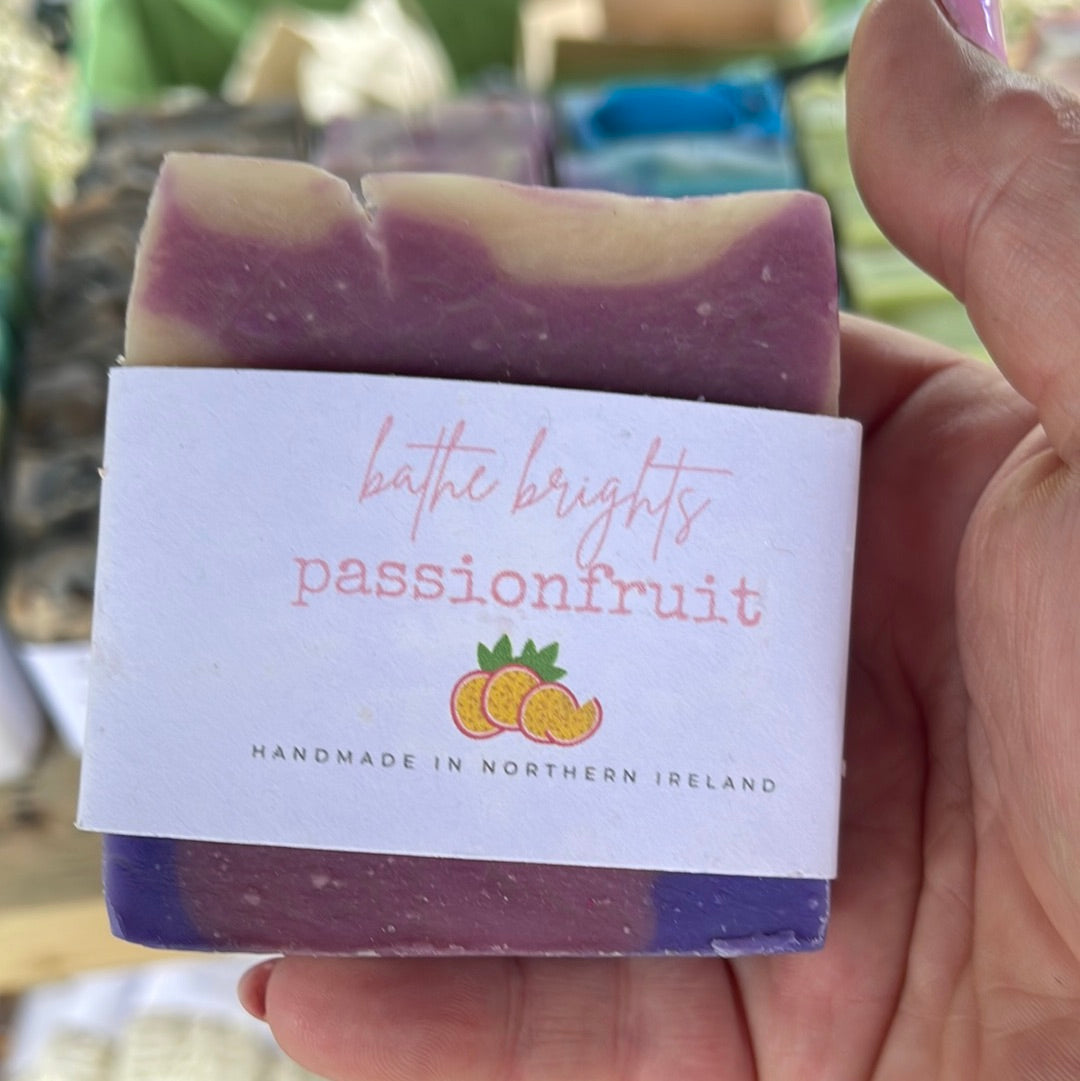 bathe brights
passionfruit
HANDMADE IN NORTHERN IRELAND